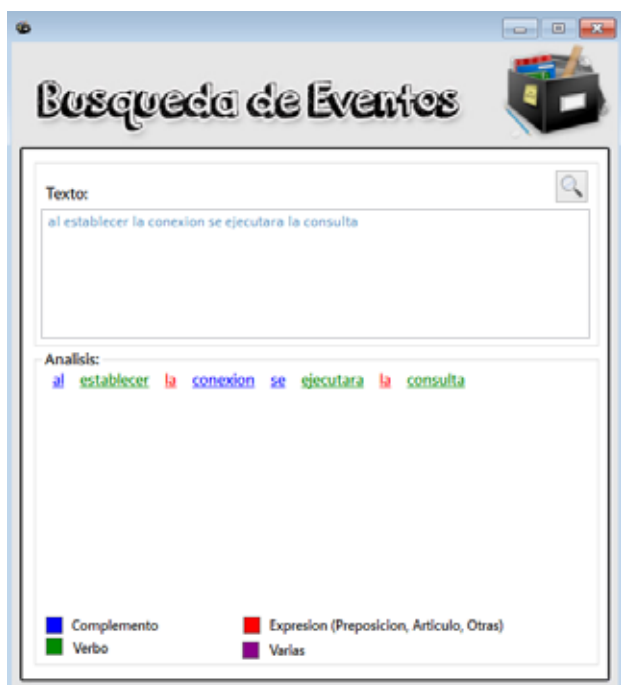 Busqueda de Eventos
Texto:
al establecer la conexion se ejecutara la consulta
Analisis:
al establecer la conexion se ejecutara la consulta
Complemento
Expresion (Preposicion, Articulo, Otras)
Verbo
Varias